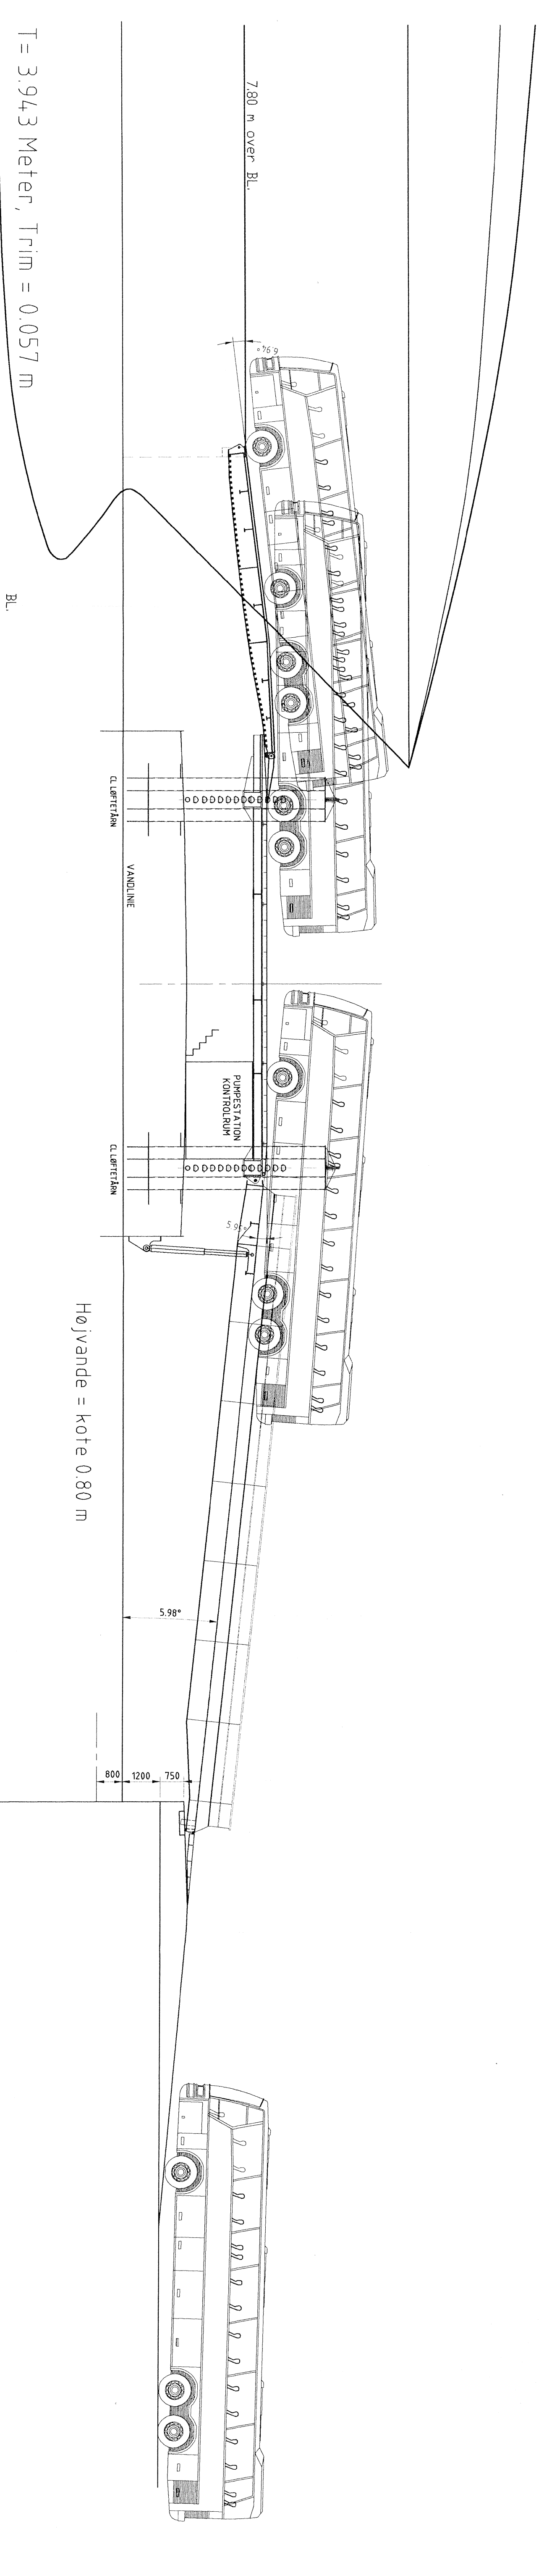 T = 3.943 Meter, Trim = 0.057 m
7.80 m over BL.
6.94°
BL.
CL LØFTETÅRN
VANDLINIE
PUMPESTATION
KONTROLRUM
CL LØFTETÅRN
5.95°
Højvande = kote 0.80 m
5.98°
800
1200
750